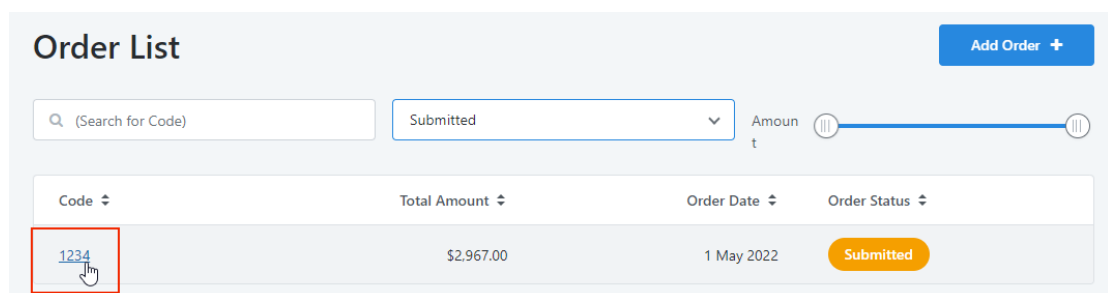 Order List
Add Order +
(Search for Code)
Submitted
Amoun
t
Code
Total Amount
Order Date
Order Status
1234
$2,967.00
1 May 2022
Submitted